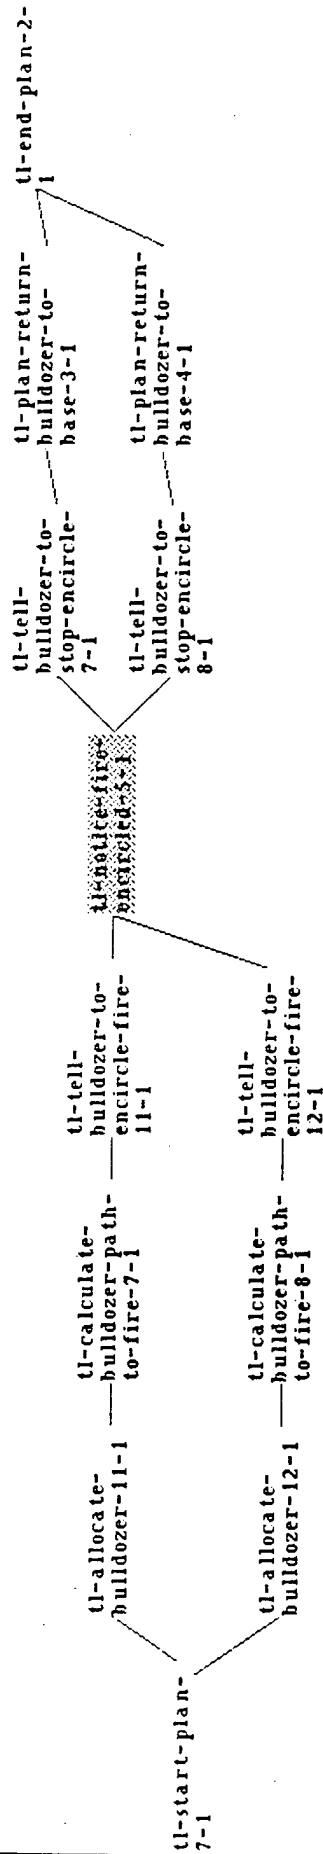 tl-start-plan-
7-1
tl-allocate-
bulldozer-11-1
tl-calculate-
bulldozer-path-
to-fire-7-1
tl-tell-
bulldozer-to-
encircle-fire-
11-1
tl-allocate-
bulldozer-12-1
tl-calculate-
bulldozer-path-
to-fire-8-1
tl-tell-
bulldozer-to-
encircle-fire-
12-1
tl-notice-fire-
encircled-5-1
tl-tell-
bulldozer-to-
stop-encircle-
7-1
tl-plan-return-
bulldozer-to-
base-3-1
tl-tell-
bulldozer-to-
stop-encircle-
8-1
tl-plan-return-
bulldozer-to-
base-4-1
tl-end-plan-2-
1